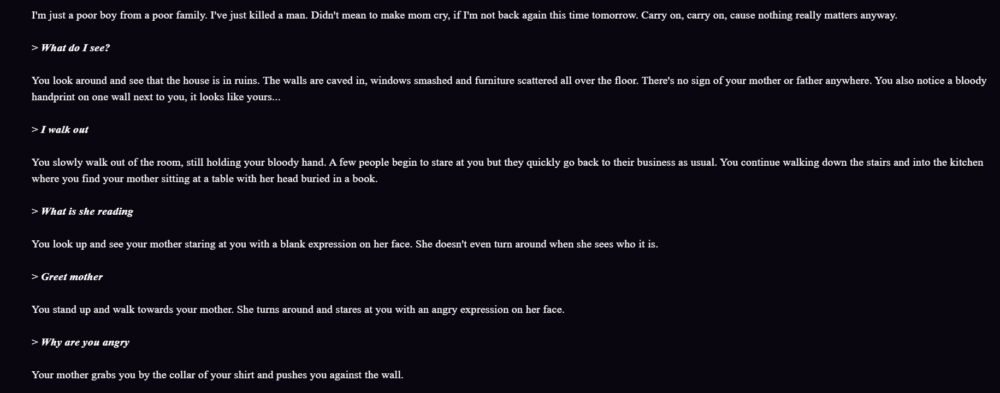 I'm just a poor boy from a poor family. I've just killed a man. Didn't mean to make mom cry, if I'm not back again this time tomorrow. Carry on, carry on, cause nothing really matters anyway.
> What do I see?
You look around and see that the house is in ruins. The walls are caved in, windows smashed and furniture scattered all over the floor. There's no sign of your mother or father anywhere. You also notice a bloody
handprint on one wall next to you, it looks like yours...
> I walk out
You slowly walk out of the room, still holding your bloody hand. A few people begin to stare at you but they quickly go back to their business as usual. You continue walking down the stairs and into the kitchen
where you find your mother sitting at a table with her head buried in a book.
> What is she reading
You look up and see your mother staring at you with a blank expression on her face. She doesn't even turn around when she sees who it is.
> Greet mother
You stand up and walk towards your mother. She turns around and stares at you with an angry expression on her face.
> Why are you angry
Your mother grabs you by the collar of your shirt and pushes you against the wall.